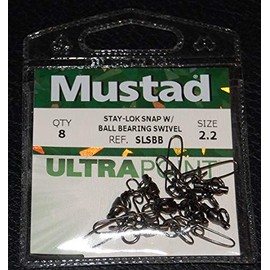 Mustad
QTY
8
STAY-LOK SNAP W/
BALL BEARING SWIVEL
REF. SLSBB
SIZE
2.2
ULTRAPOINT